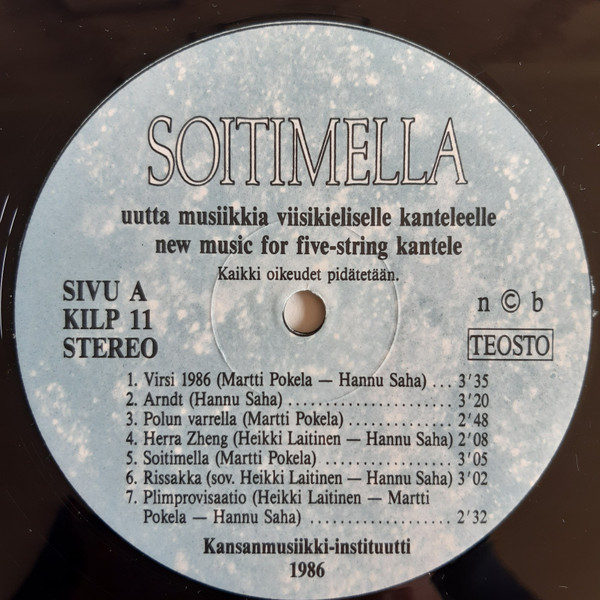 SOITIMELLA
uutta musiikkia viisikieliselle kanteleelle
new music for five-string kantele
Kaikki oikeudet pidätetään.
SIVU A
KILP 11
STEREO
n © b
TEOSTO
1. Virsi 1986 (Martti Pokela — Hannu Saha) ... 3'35
2. Arndt (Hannu Saha) ........................ 3'20
3. Polun varrella (Martti Pokela) ............... 2'48
4. Herra Zheng (Heikki Laitinen — Hannu Saha) 2'08
5. Soitimella (Martti Pokela) ................... 3'05
6. Rissakka (sov. Heikki Laitinen — Hannu Saha) 3'02
7. Plimprovisaatio (Heikki Laitinen — Martti
Pokela — Hannu Saha) .................... 2'32
Kansanmusiikki-instituutti
1986